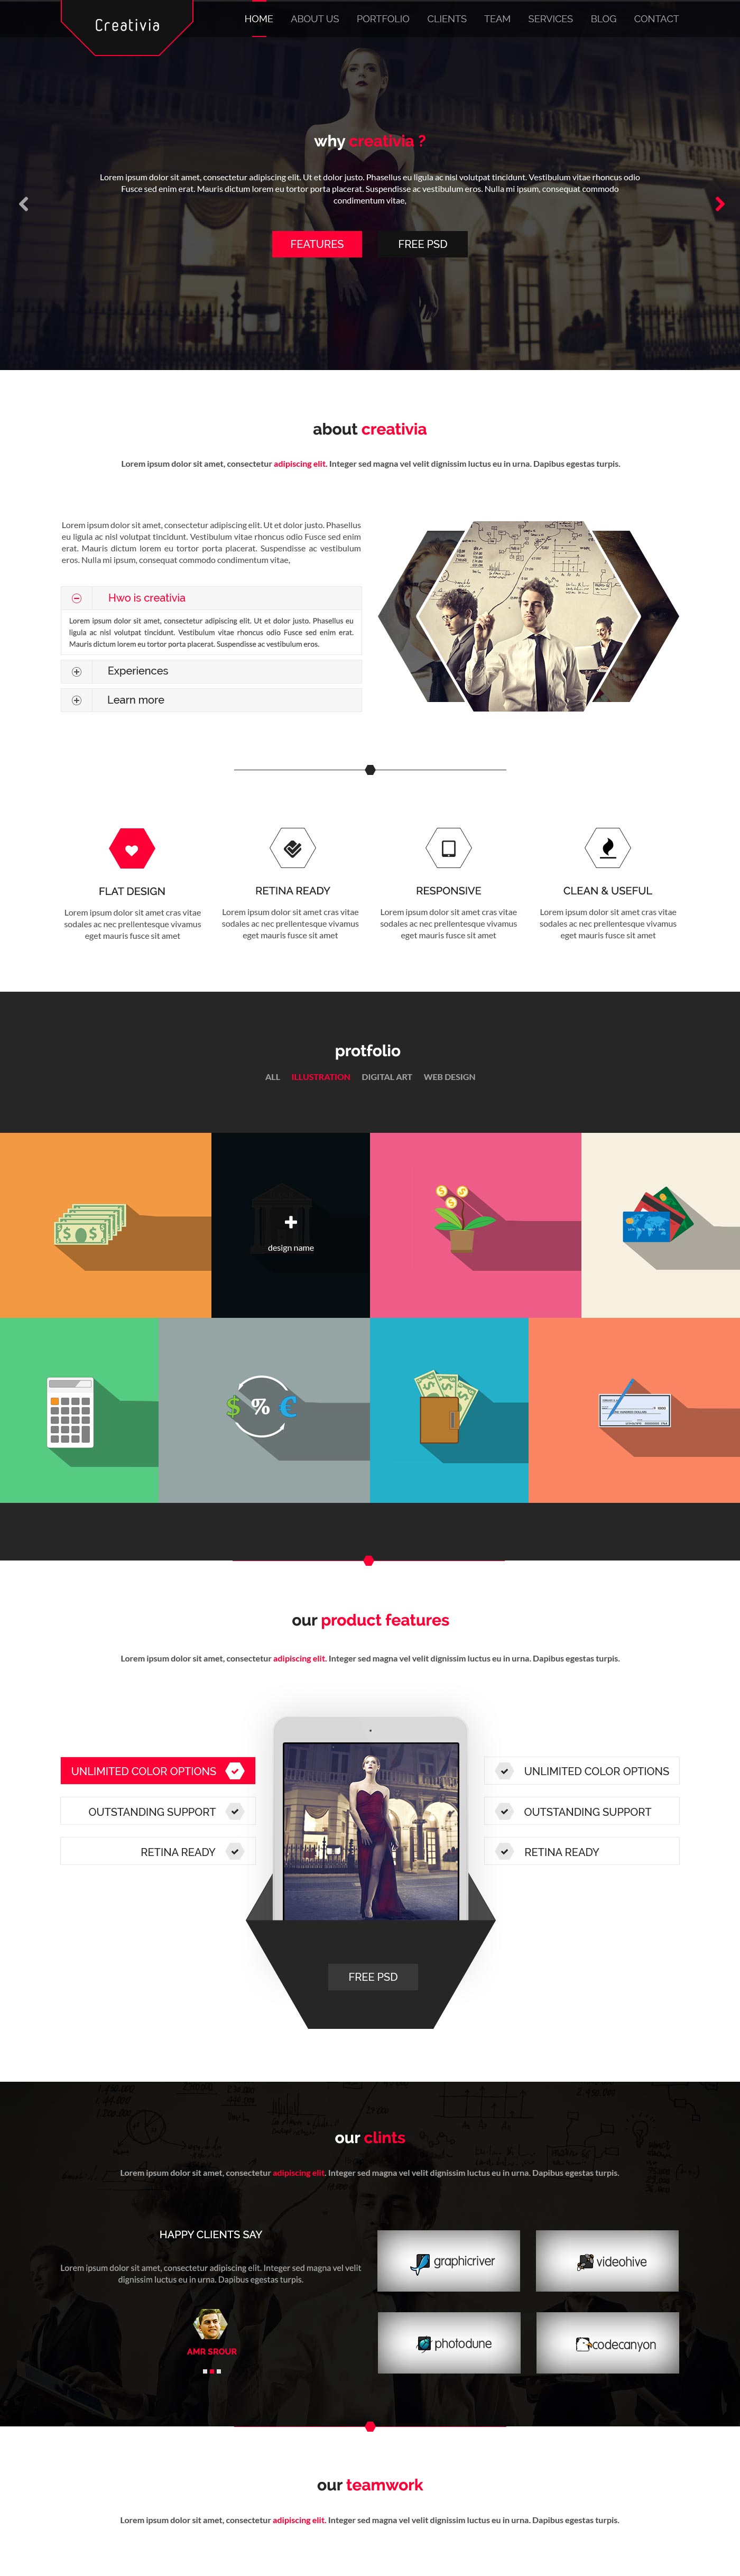 Creativia
HOME ABOUT US PORTFOLIO CLIENTS TEAM SERVICES BLOG CONTACT
why creativia ?
Lorem ipsum dolor sit amet, consectetur adipiscing elit. Ut et dolor justo. Phasellus eu ligula ac nisl volutpat tincidunt. Vestibulum vitae rhoncus odio
Fusce sed enim erat. Mauris dictum lorem eu tortor porta placerat. Suspendisse ac vestibulum eros. Nulla mi ipsum, consequat commodo
condimentum vitae,
FEATURES FREE PSD
about creativia
Lorem ipsum dolor sit amet, consectetur adipiscing elit. Integer sed magna vel velit dignissim luctus eu in urna. Dapibus egestas turpis.
Lorem ipsum dolor sit amet, consectetur adipiscing elit. Ut et dolor justo. Phasellus
eu ligula ac nisl volutpat tincidunt. Vestibulum vitae rhoncus odio Fusce sed enim
erat. Mauris dictum lorem eu tortor porta placerat. Suspendisse ac vestibulum
eros. Nulla mi ipsum, consequat commodo condimentum vitae,
Hwo is creativia
Lorem ipsum dolor sit amet, consectetur adipiscing elit. Ut et dolor justo. Phasellus eu
ligula ac nisl volutpat tincidunt. Vestibulum vitae rhoncus odio Fusce sed enim erat.
Mauris dictum lorem eu tortor porta placerat. Suspendisse ac vestibulum eros.
Experiences
Learn more
FLAT DESIGN
Lorem ipsum dolor sit amet cras vitae
sodales ac nec prellentesque vivamus
eget mauris fusce sit amet
RETINA READY
Lorem ipsum dolor sit amet cras vitae
sodales ac nec prellentesque vivamus
eget mauris fusce sit amet
RESPONSIVE
Lorem ipsum dolor sit amet cras vitae
sodales ac nec prellentesque vivamus
eget mauris fusce sit amet
CLEAN & USEFUL
Lorem ipsum dolor sit amet cras vitae
sodales ac nec prellentesque vivamus
eget mauris fusce sit amet
protfolio
ALL ILLUSTRATION DIGITAL ART WEB DESIGN
design name
$ % €
our product features
Lorem ipsum dolor sit amet, consectetur adipiscing elit. Integer sed magna vel velit dignissim luctus eu in urna. Dapibus egestas turpis.
UNLIMITED COLOR OPTIONS
OUTSTANDING SUPPORT
RETINA READY
UNLIMITED COLOR OPTIONS
OUTSTANDING SUPPORT
RETINA READY
FREE PSD
our clints
Lorem ipsum dolor sit amet, consectetur adipiscing elit. Integer sed magna vel velit dignissim luctus eu in urna. Dapibus egestas turpis.
HAPPY CLIENTS SAY
Lorem ipsum dolor sit amet, consectetur adipiscing elit. Integer sed magna vel velit
dignissim luctus eu in urna. Dapibus egestas turpis.
AMR SROUR
graphicriver
videohive
photodune
codecanyon
our teamwork
Lorem ipsum dolor sit amet, consectetur adipiscing elit. Integer sed magna vel velit dignissim luctus eu in urna. Dapibus egestas turpis.